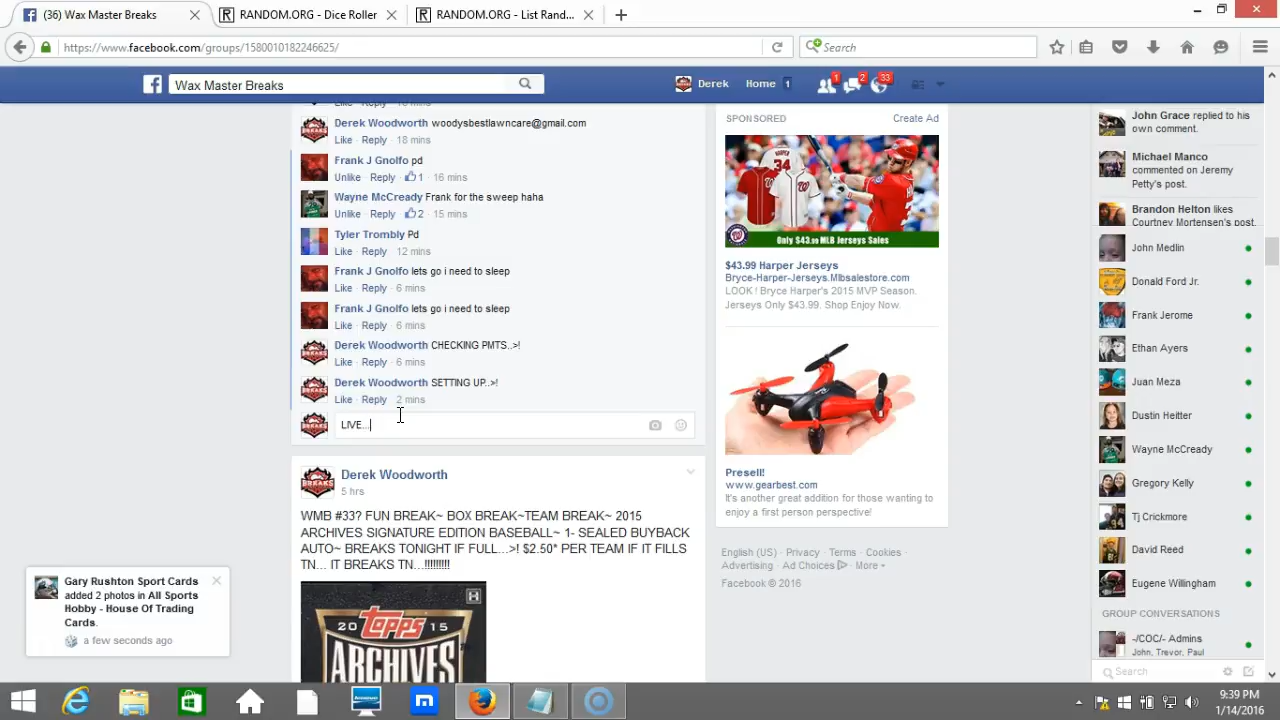 (36) Wax Master Breaks
RANDOM.ORG - Dice Roller
RANDOM.ORG - List Rand...
https://www.facebook.com/groups/1580010182246625/
Search
Wax Master Breaks
Derek
Home 1
1
2
33
Derek Woodworth woodysbestlawncare@gmail.com
Like · Reply · 18 mins
Frank J Gnolfo pd
Unlike · Reply · 1 · 16 mins
Wayne McCready Frank for the sweep haha
Unlike · Reply · 2 · 15 mins
Tyler Trombly Pd
Like · Reply · 12 mins
Frank J Gnolfo lets go i need to sleep
Like · Reply · 6 mins
Frank J Gnolfo lets go i need to sleep
Like · Reply · 6 mins
Derek Woodworth CHECKING PMTS..>!
Like · Reply · 6 mins
Derek Woodworth SETTING UP..>!
Like · Reply · 2 mins
LIVE...
Derek Woodworth
5 hrs
WMB #33? FUN BREAK~ BOX BREAK~TEAM BREAK~ 2015
ARCHIVES SIGNATURE EDITION BASEBALL~ 1- SEALED BUYBACK
AUTO~ BREAKS TONIGHT IF FULL...>! $2.50* PER TEAM IF IT FILLS
TN... IT BREAKS TN...!!!!!!!!!
2015
Topps
ARCHIVES
Gary Rushton Sport Cards
added 2 photos in All Sports
Hobby - House Of Trading
Cards.
a few seconds ago
SPONSORED
Create Ad
HARPER
34
Only $43.99 MLB Jerseys Sales
$43.99 Harper Jerseys
Bryce-Harper-Jerseys.Mlbsalestore.com
LOOK ! Bryce Harper's 2015 MVP Season.
Jerseys Only $43.99. Shop Enjoy Now.
Presell!
www.gearbest.com
It's another great addition for those wanting to
enjoy a first person perspective!
English (US) · Privacy · Terms · Cookies ·
Advertising · Ad Choices · More
Facebook © 2016
John Grace replied to his
own comment.
Michael Manco
commented on Jeremy
Petty's post.
Brandon Helton likes
Courtney Mortensen's post.
John Medlin
Donald Ford Jr.
Frank Jerome
Ethan Ayers
Juan Meza
Dustin Heitter
Wayne McCready
Gregory Kelly
Tj Crickmore
David Reed
Eugene Willingham
GROUP CONVERSATIONS
-/COC/- Admins
John, Trevor, Paul
Search
9:39 PM
1/14/2016